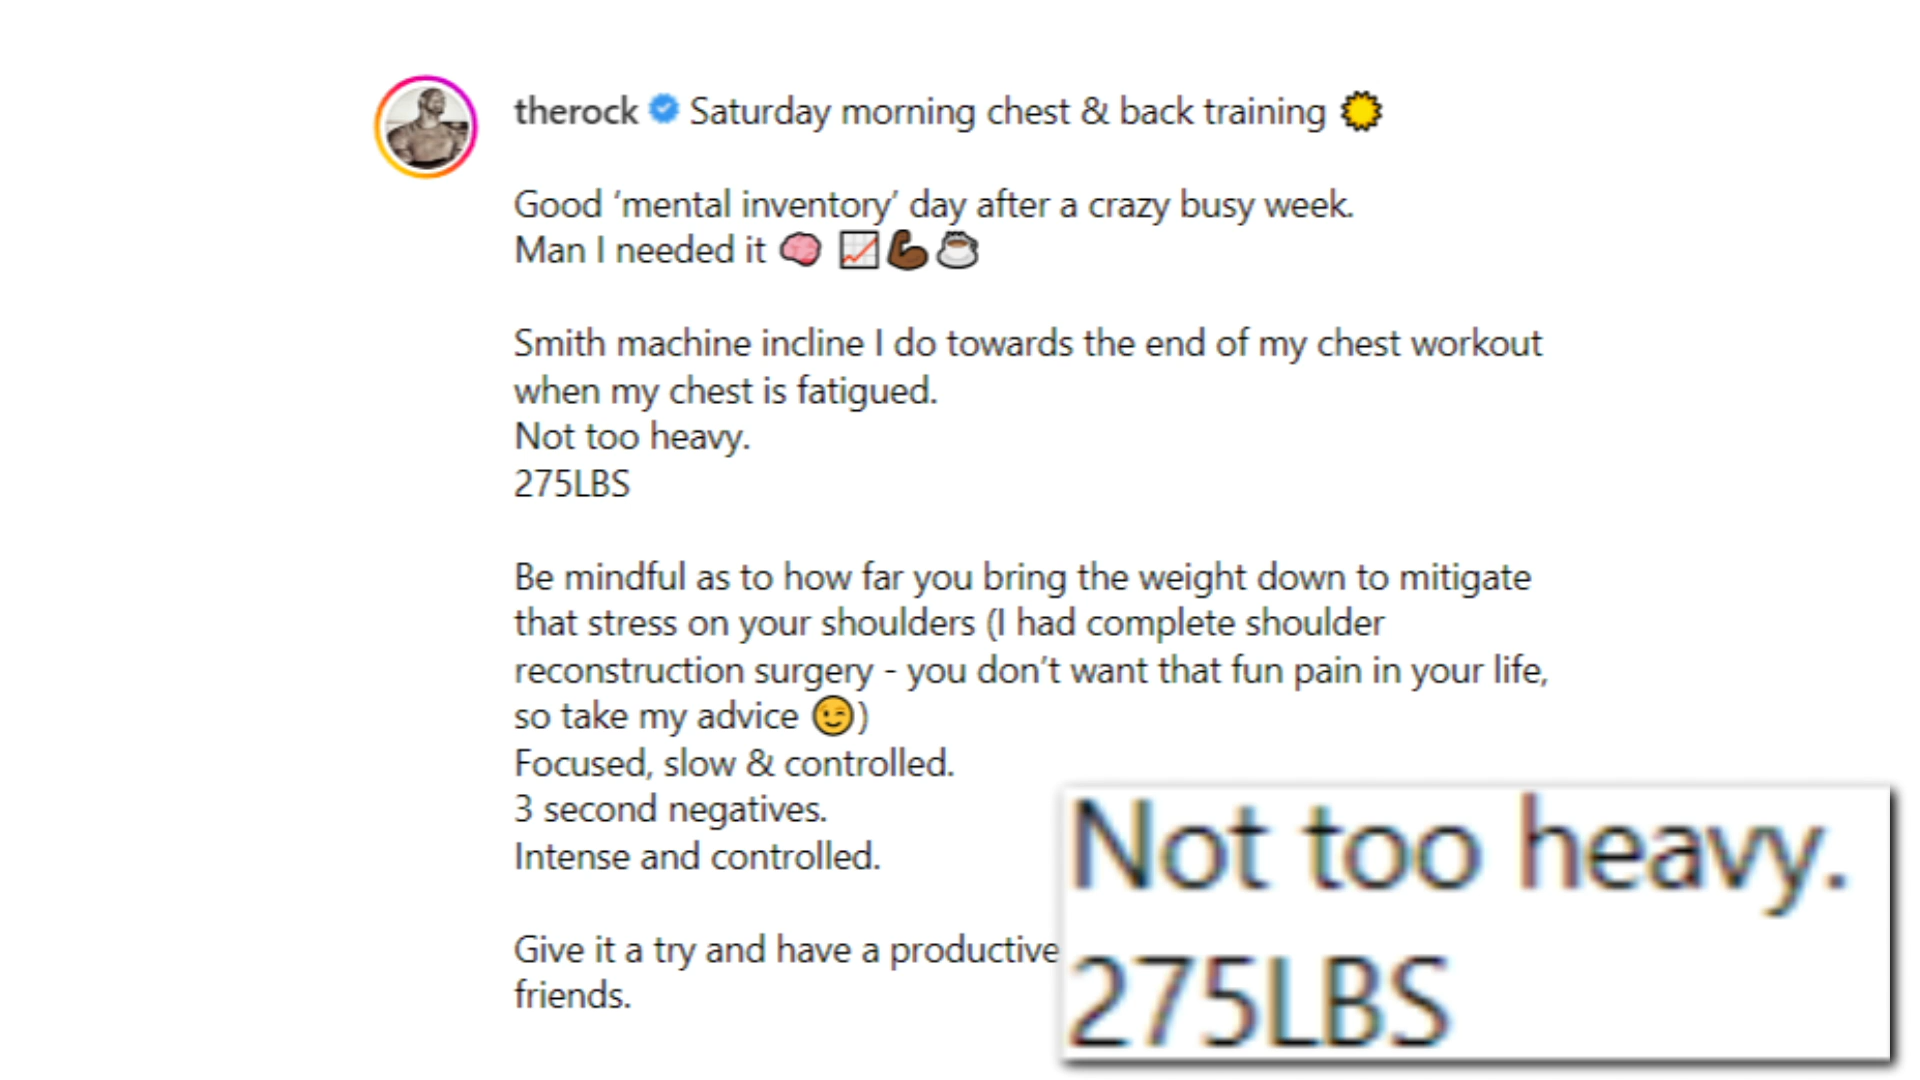 therock Saturday morning chest & back training
Good ‘mental inventory’ day after a crazy busy week.
Man I needed it 🧠 📈💪🏾☕
Smith machine incline I do towards the end of my chest workout
when my chest is fatigued.
Not too heavy.
275LBS
Be mindful as to how far you bring the weight down to mitigate
that stress on your shoulders (I had complete shoulder
reconstruction surgery - you don’t want that fun pain in your life,
so take my advice 😉)
Focused, slow & controlled.
3 second negatives.
Intense and controlled.
Give it a try and have a productive
friends.
Not too heavy.
275LBS